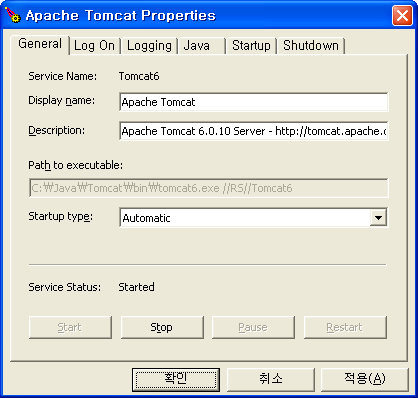 Apache Tomcat Properties
General Log On Logging Java Startup Shutdown
Service Name: Tomcat6
Display name: Apache Tomcat
Description: Apache Tomcat 6.0.10 Server - http://tomcat.apache.o
Path to executable:
C:₩Java₩Tomcat₩bin₩tomcat6.exe //RS//Tomcat6
Startup type: Automatic
Service Status: Started
Start Stop Pause Restart
확인 취소 적용(A)